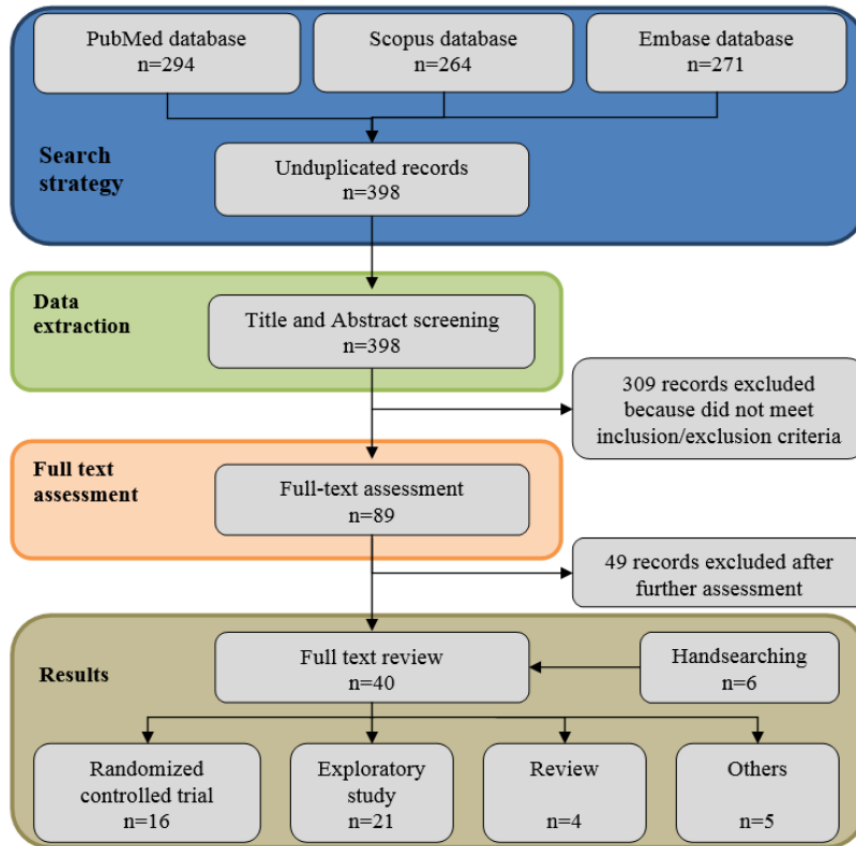 PubMed database
n=294
Scopus database
n=264
Embase database
n=271
Search
strategy
Unduplicated records
n=398
Data
extraction
Title and Abstract screening
n=398
309 records excluded
because did not meet
inclusion/exclusion criteria
Full text
assessment
Full-text assessment
n=89
49 records excluded after
further assessment
Results
Full text review
n=40
Handsearching
n=6
Randomized
controlled trial
n=16
Exploratory
study
n=21
Review
n=4
Others
n=5